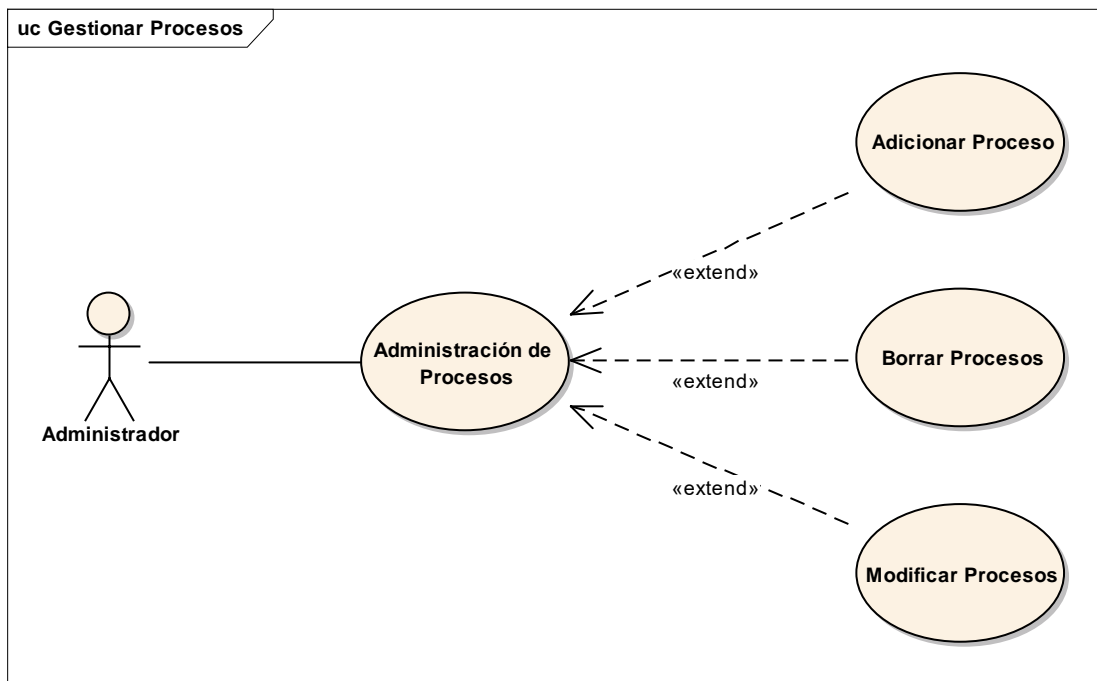 uc Gestionar Procesos
Adicionar Proceso
«extend»
Administración de
Procesos
Borrar Procesos
«extend»
Administrador
«extend»
Modificar Procesos